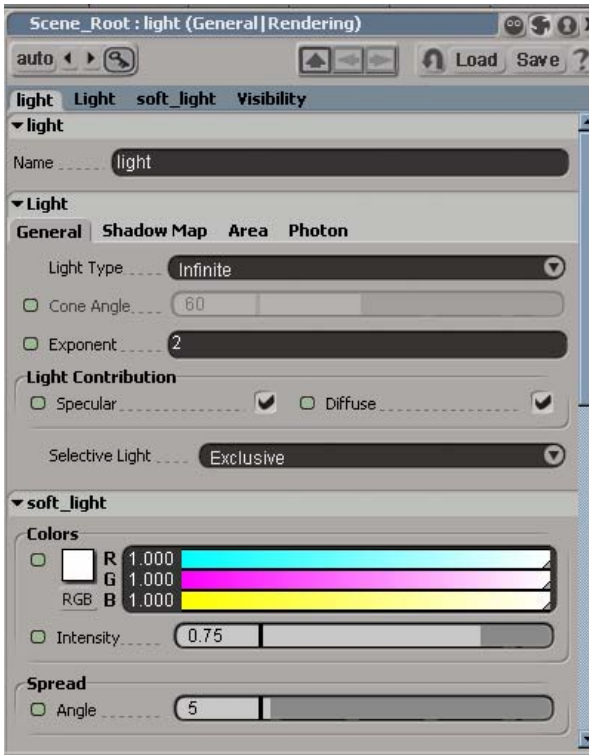 Scene_Root : light (General|Rendering)
auto Load Save ?
light Light soft_light Visibility
light
Name light
Light
General Shadow Map Area Photon
Light Type Infinite
Cone Angle 60
Exponent 2
Light Contribution
Specular Diffuse
Selective Light Exclusive
soft_light
Colors
R 1.000
G 1.000
RGB B 1.000
Intensity 0.75
Spread
Angle 5